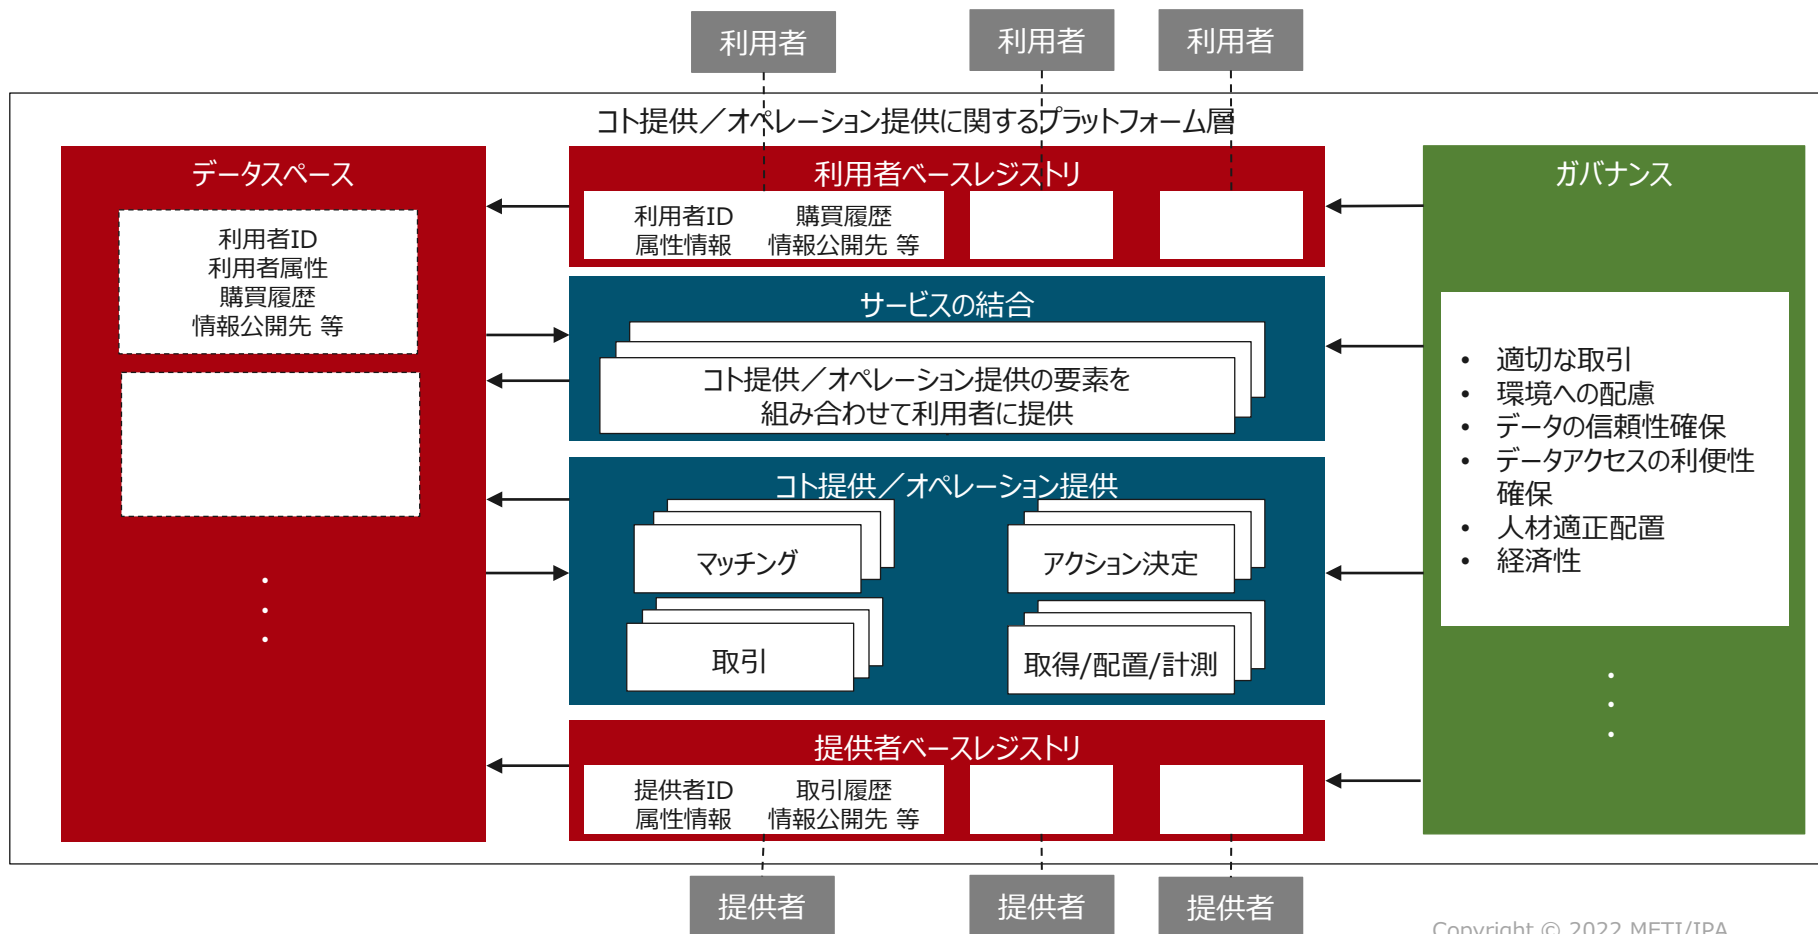 利用者
利用者
利用者
コト提供／オペレーション提供に関するプラットフォーム層
データスペース
利用者ID
利用者属性
購買履歴
情報公開先 等
・
・
・
利用者ベースレジストリ
利用者ID 購買履歴
属性情報 情報公開先 等
サービスの結合
コト提供／オペレーション提供の要素を
組み合わせて利用者に提供
コト提供／オペレーション提供
マッチング
アクション決定
取引
取得/配置/計測
提供者ベースレジストリ
提供者ID 取引履歴
属性情報 情報公開先 等
ガバナンス
• 適切な取引
• 環境への配慮
• データの信頼性確保
• データアクセスの利便性
確保
• 人材適正配置
• 経済性
・
・
・
提供者
提供者
提供者
Copyright © 2022 METI/IPA